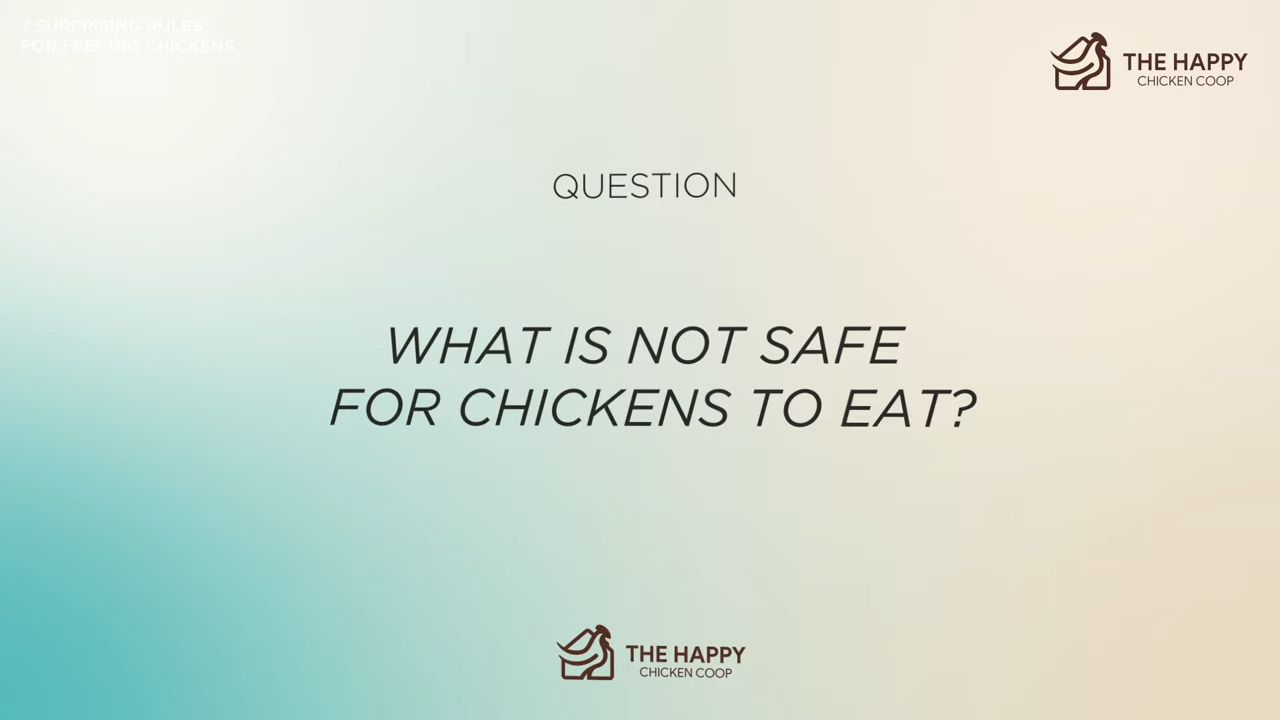 7 SURPRISING RULES
FOR FEEDING CHICKENS
THE HAPPY
CHICKEN COOP
QUESTION
WHAT IS NOT SAFE
FOR CHICKENS TO EAT?
THE HAPPY
CHICKEN COOP